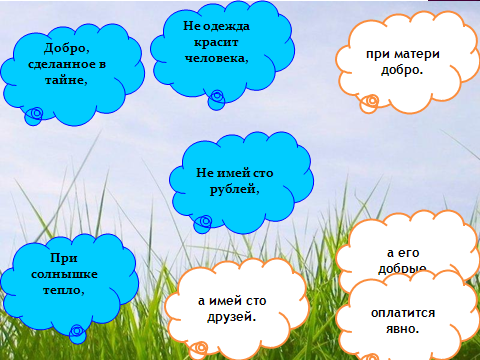 Добро,
сделанное в
тайне,
Не одежда
красит
человека,
при матери
добро.
Не имей сто
рублей,
При
солнышке
тепло,
а имей сто
друзей.
а его
добрые
оплатится
явно.